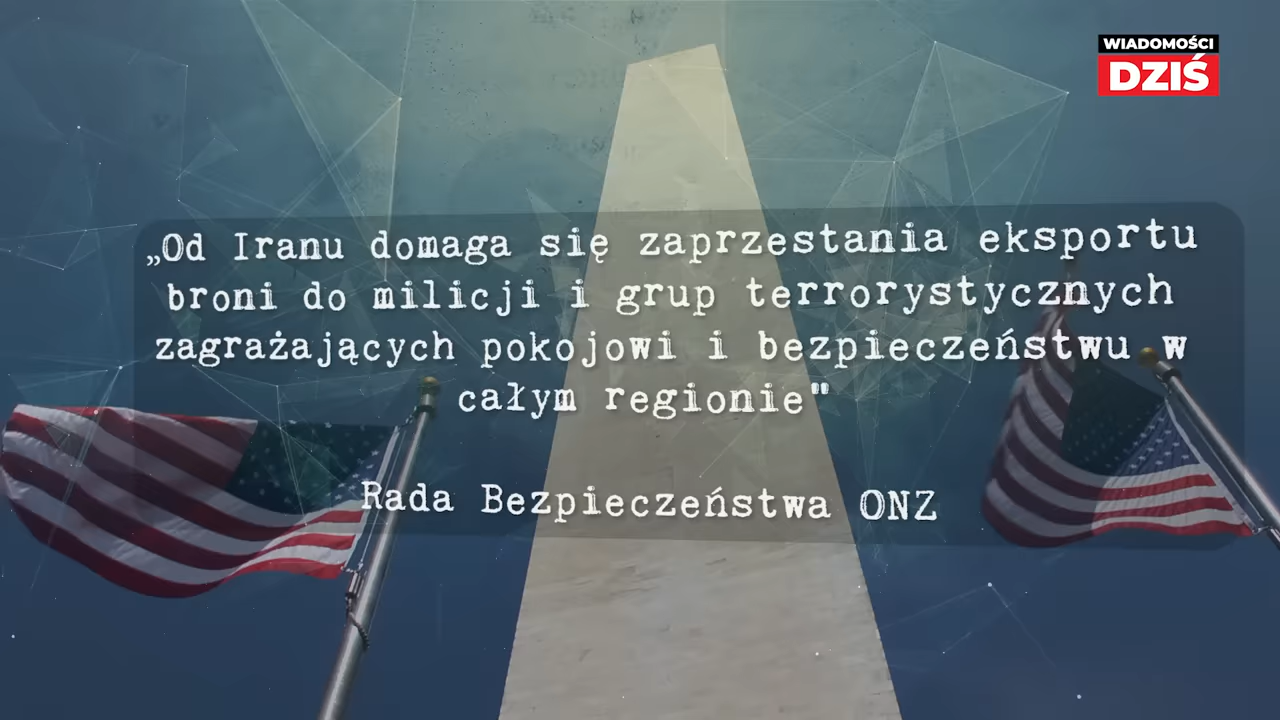 WIADOMOŚCI
DZIŚ
„Od Iranu domaga się zaprzestania eksportu
broni do milicji i grup terrorystycznych
zagrażających pokojowi i bezpieczeństwu w
całym regionie"
Rada Bezpieczeństwa ONZ